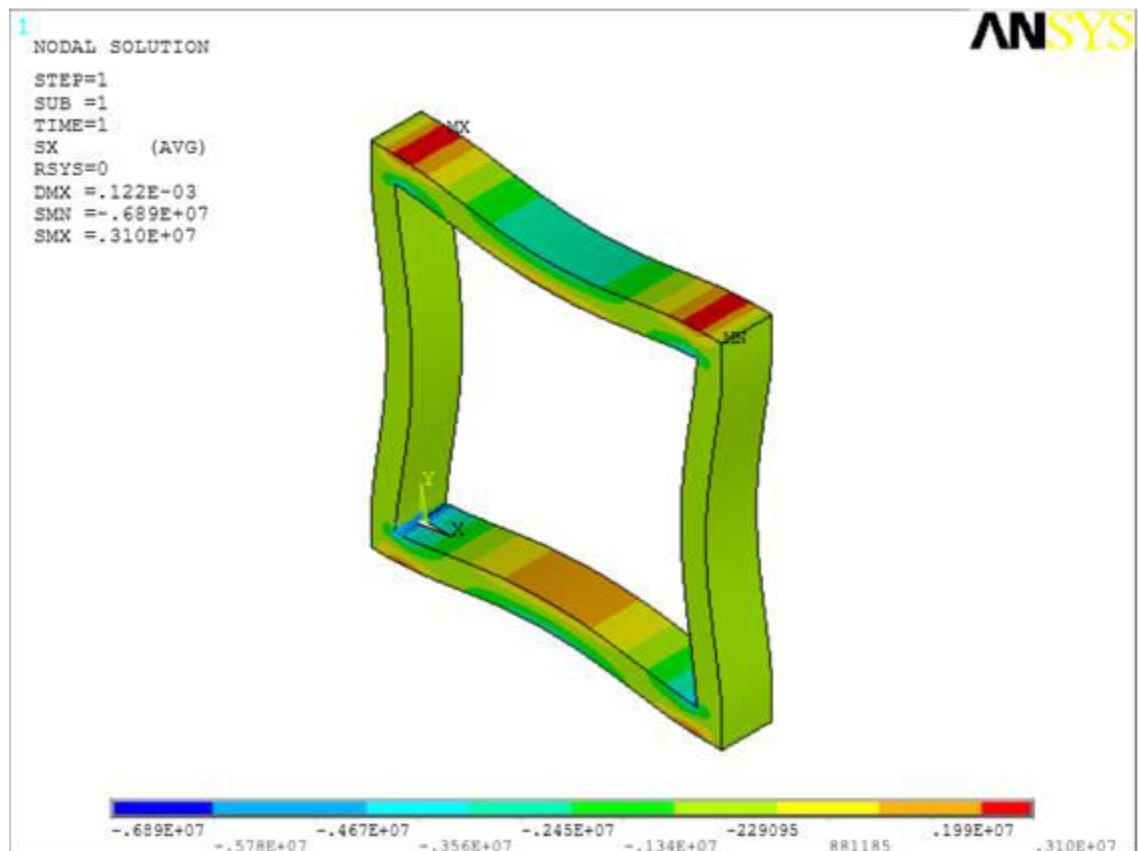 1
NODAL SOLUTION
ANSYS
STEP=1
SUB =1
TIME=1
SX (AVG)
RSYS=0
DMX =.122E-03
SMN =-.689E+07
SMX =.310E+07
MX
MN
Y
X
-.689E+07 -.467E+07 -.245E+07 -229095 .199E+07
-.578E+07 -.356E+07 -.134E+07 881185 .310E+07